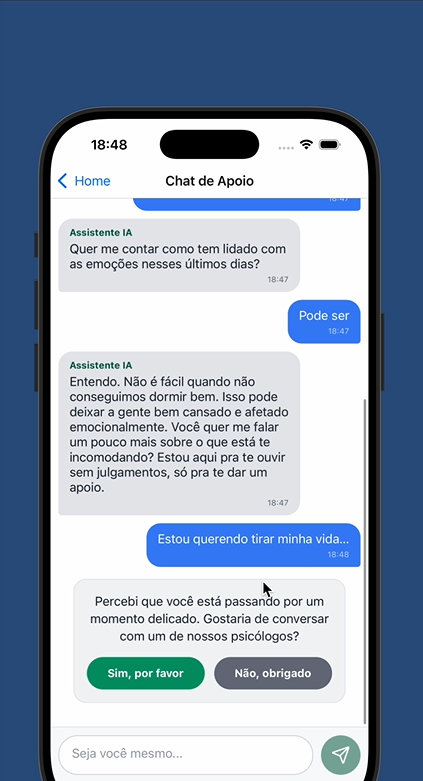 18:48
Home
Chat de Apoio
18:47
Assistente IA
Quer me contar como tem lidado com
as emoções nesses últimos dias?
18:47
Pode ser
18:47
Assistente IA
Entendo. Não é fácil quando não
conseguimos dormir bem. Isso pode
deixar a gente bem cansado e afetado
emocionalmente. Você quer me falar
um pouco mais sobre o que está te
incomodando? Estou aqui pra te ouvir
sem julgamentos, só pra te dar um
apoio.
18:47
Estou querendo tirar minha vida...
18:48
Percebi que você está passando por um
momento delicado. Gostaria de conversar
com um de nossos psicólogos?
Sim, por favor
Não, obrigado
Seja você mesmo...